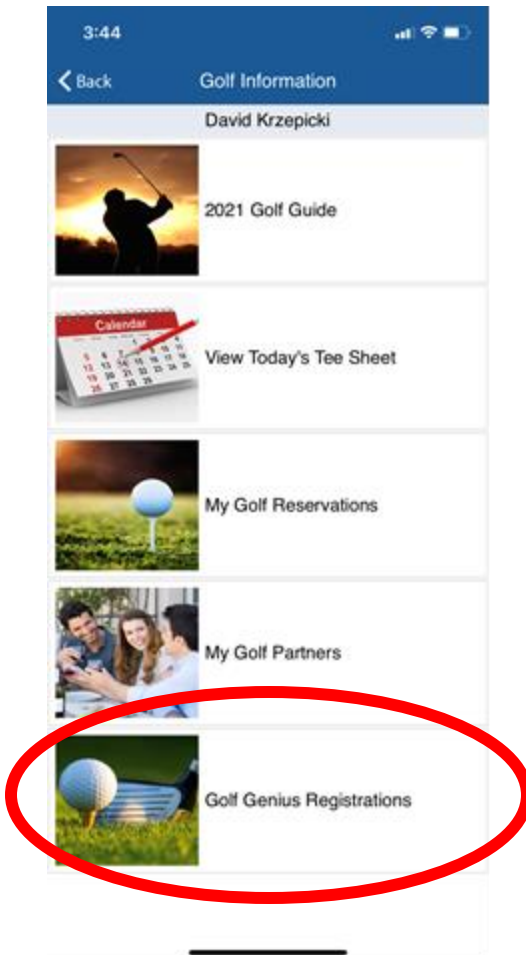 3:44
Back
Golf Information
David Krzepicki
2021 Golf Guide
Calendar
View Today's Tee Sheet
My Golf Reservations
My Golf Partners
Golf Genius Registrations